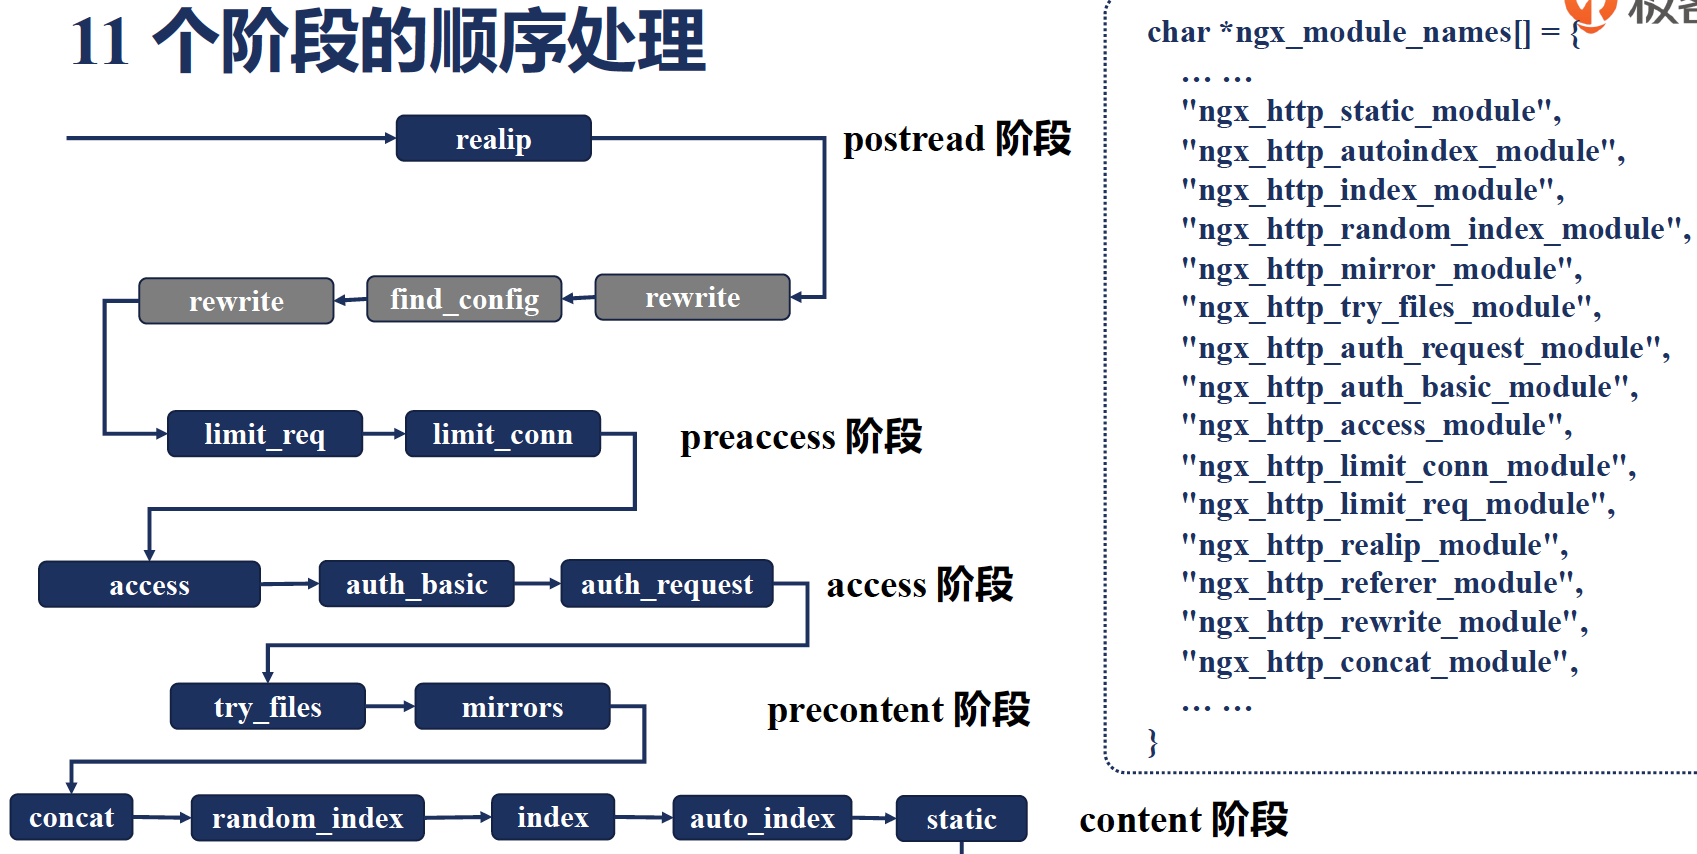 11 个阶段的顺序处理
realip
postread 阶段
rewrite
find_config
rewrite
limit_req
limit_conn
preaccess 阶段
access
auth_basic
auth_request
access 阶段
try_files
mirrors
precontent 阶段
concat
random_index
index
auto_index
static
content 阶段
char *ngx_module_names[] = {
… …
"ngx_http_static_module",
"ngx_http_autoindex_module",
"ngx_http_index_module",
"ngx_http_random_index_module",
"ngx_http_mirror_module",
"ngx_http_try_files_module",
"ngx_http_auth_request_module",
"ngx_http_auth_basic_module",
"ngx_http_access_module",
"ngx_http_limit_conn_module",
"ngx_http_limit_req_module",
"ngx_http_realip_module",
"ngx_http_referer_module",
"ngx_http_rewrite_module",
"ngx_http_concat_module",
… …
}